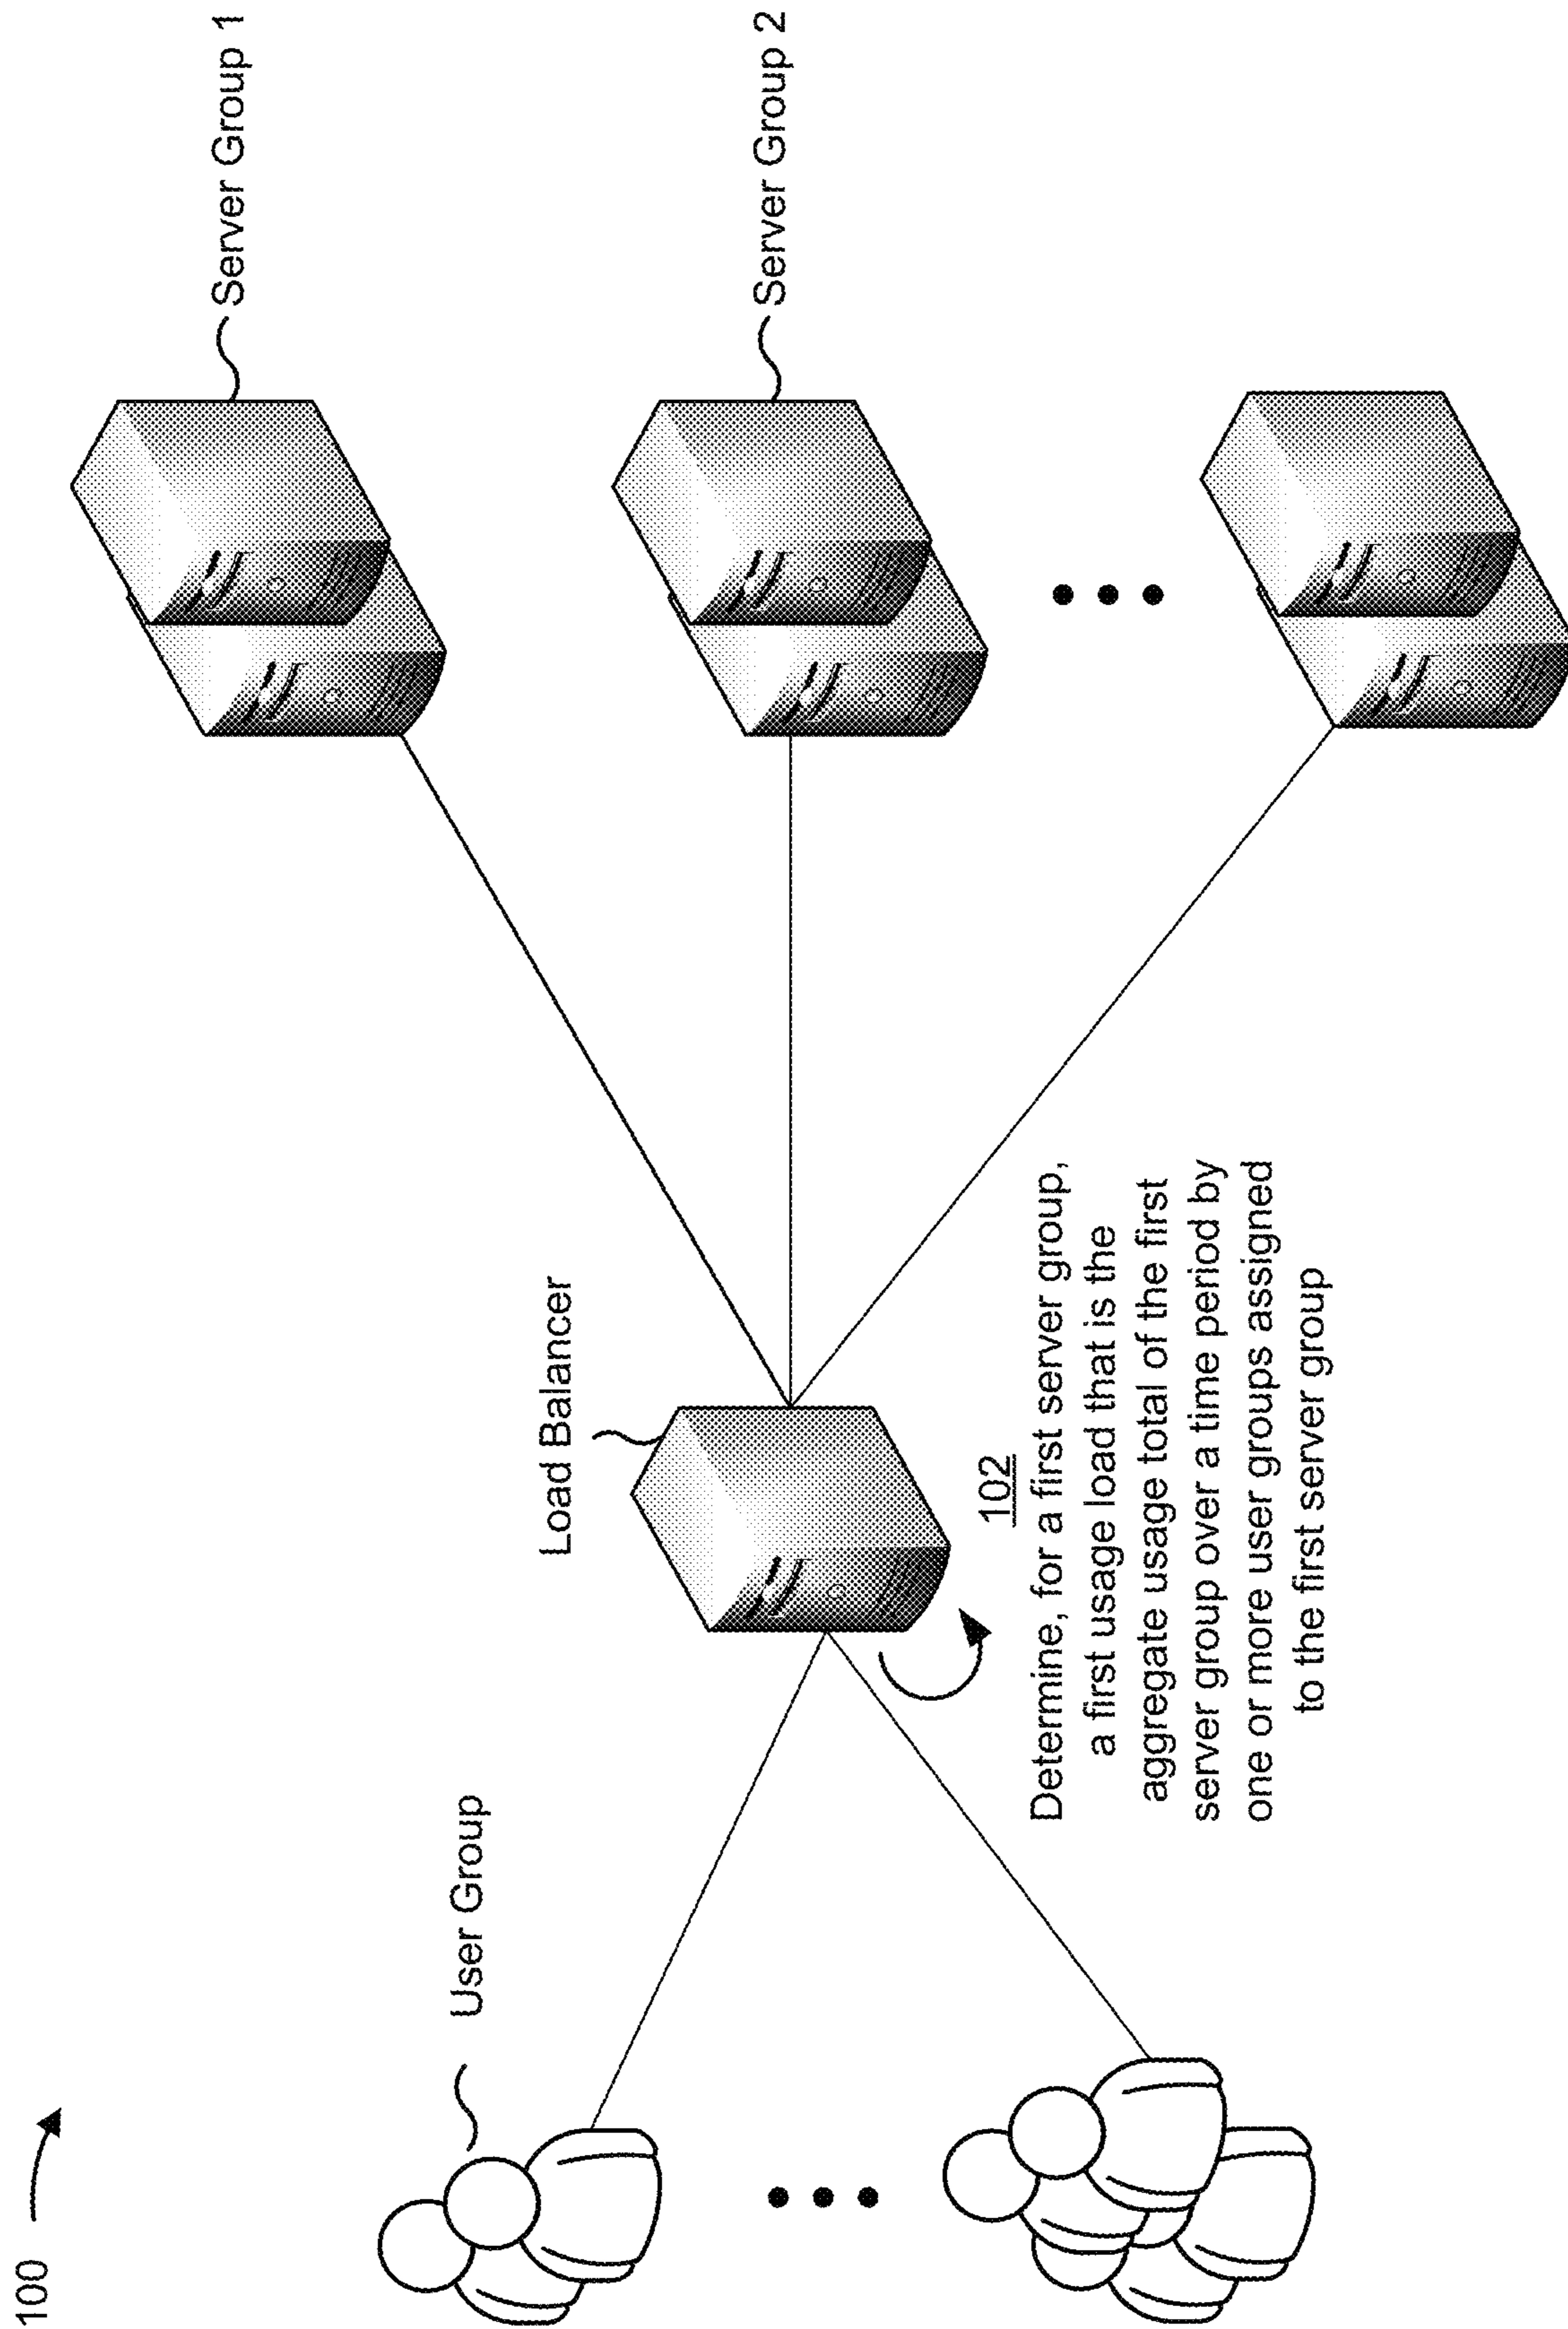 100
User Group
Load Balancer
Server Group 1
Server Group 2
102
Determine, for a first server group,
a first usage load that is the
aggregate usage total of the first
server group over a time period by
one or more user groups assigned
to the first server group